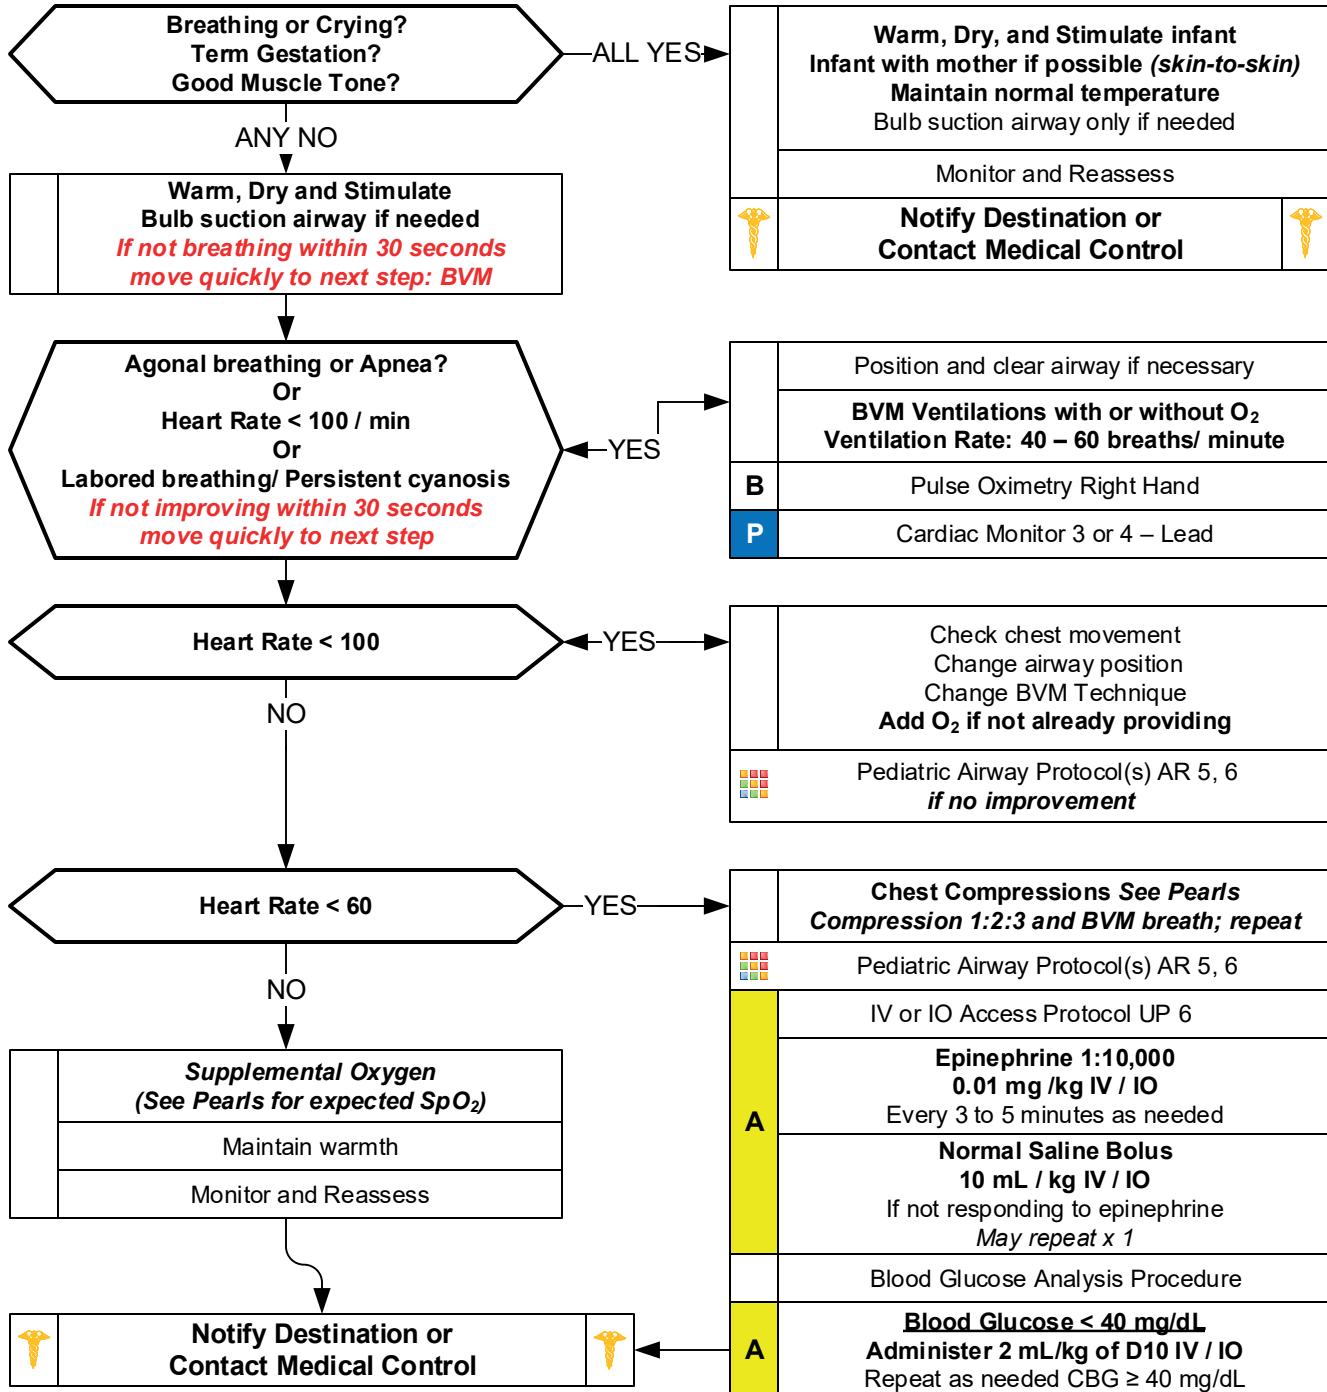 Breathing or Crying?
Term Gestation?
Good Muscle Tone?
ALL YES
Warm, Dry, and Stimulate infant
Infant with mother if possible (skin-to-skin)
Maintain normal temperature
Bulb suction airway only if needed
Monitor and Reassess
Notify Destination or
Contact Medical Control
ANY NO
Warm, Dry and Stimulate
Bulb suction airway if needed
If not breathing within 30 seconds
move quickly to next step: BVM
Agonal breathing or Apnea?
Or
Heart Rate < 100 / min
Or
Labored breathing/ Persistent cyanosis
If not improving within 30 seconds
move quickly to next step
YES
Position and clear airway if necessary
BVM Ventilations with or without O₂
Ventilation Rate: 40 – 60 breaths/ minute
B
Pulse Oximetry Right Hand
P
Cardiac Monitor 3 or 4 – Lead
Heart Rate < 100
YES
Check chest movement
Change airway position
Change BVM Technique
Add O₂ if not already providing
Pediatric Airway Protocol(s) AR 5, 6
if no improvement
NO
Heart Rate < 60
YES
Chest Compressions See Pearls
Compression 1:2:3 and BVM breath; repeat
Pediatric Airway Protocol(s) AR 5, 6
A
IV or IO Access Protocol UP 6
Epinephrine 1:10,000
0.01 mg /kg IV / IO
Every 3 to 5 minutes as needed
Normal Saline Bolus
10 mL / kg IV / IO
If not responding to epinephrine
May repeat x 1
Blood Glucose Analysis Procedure
A
Blood Glucose < 40 mg/dL
Administer 2 mL/kg of D10 IV / IO
Repeat as needed CBG ≥ 40 mg/dL
NO
Supplemental Oxygen
(See Pearls for expected SpO₂)
Maintain warmth
Monitor and Reassess
Notify Destination or
Contact Medical Control